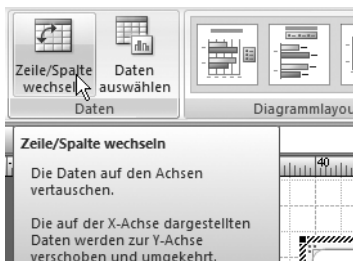 Zeile/Spalte wechseln
Daten auswählen
Daten
Diagrammlayou
Zeile/Spalte wechseln
Die Daten auf den Achsen
vertauschen.
Die auf der X-Achse dargestellten
Daten werden zur Y-Achse
verschoben und umgekehrt.
40